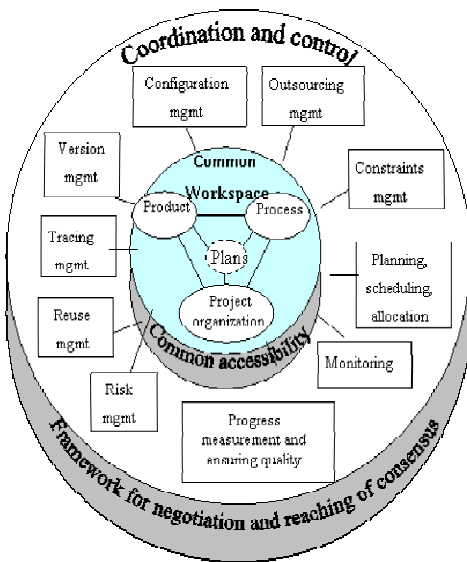 Coordination and control
Configuration
mgmt
Outsourcing
mgmt
Version
mgmt
Common
Workspace
Constraints
mgmt
Product
Process
Tracing
mgmt
Plans
Planning,
scheduling,
allocation
Project
organization
Reuse
mgmt
Common accessibility
Monitoring
Risk
mgmt
Progress
measurement and
ensuring quality
Framework for negotiation and reaching of consensus